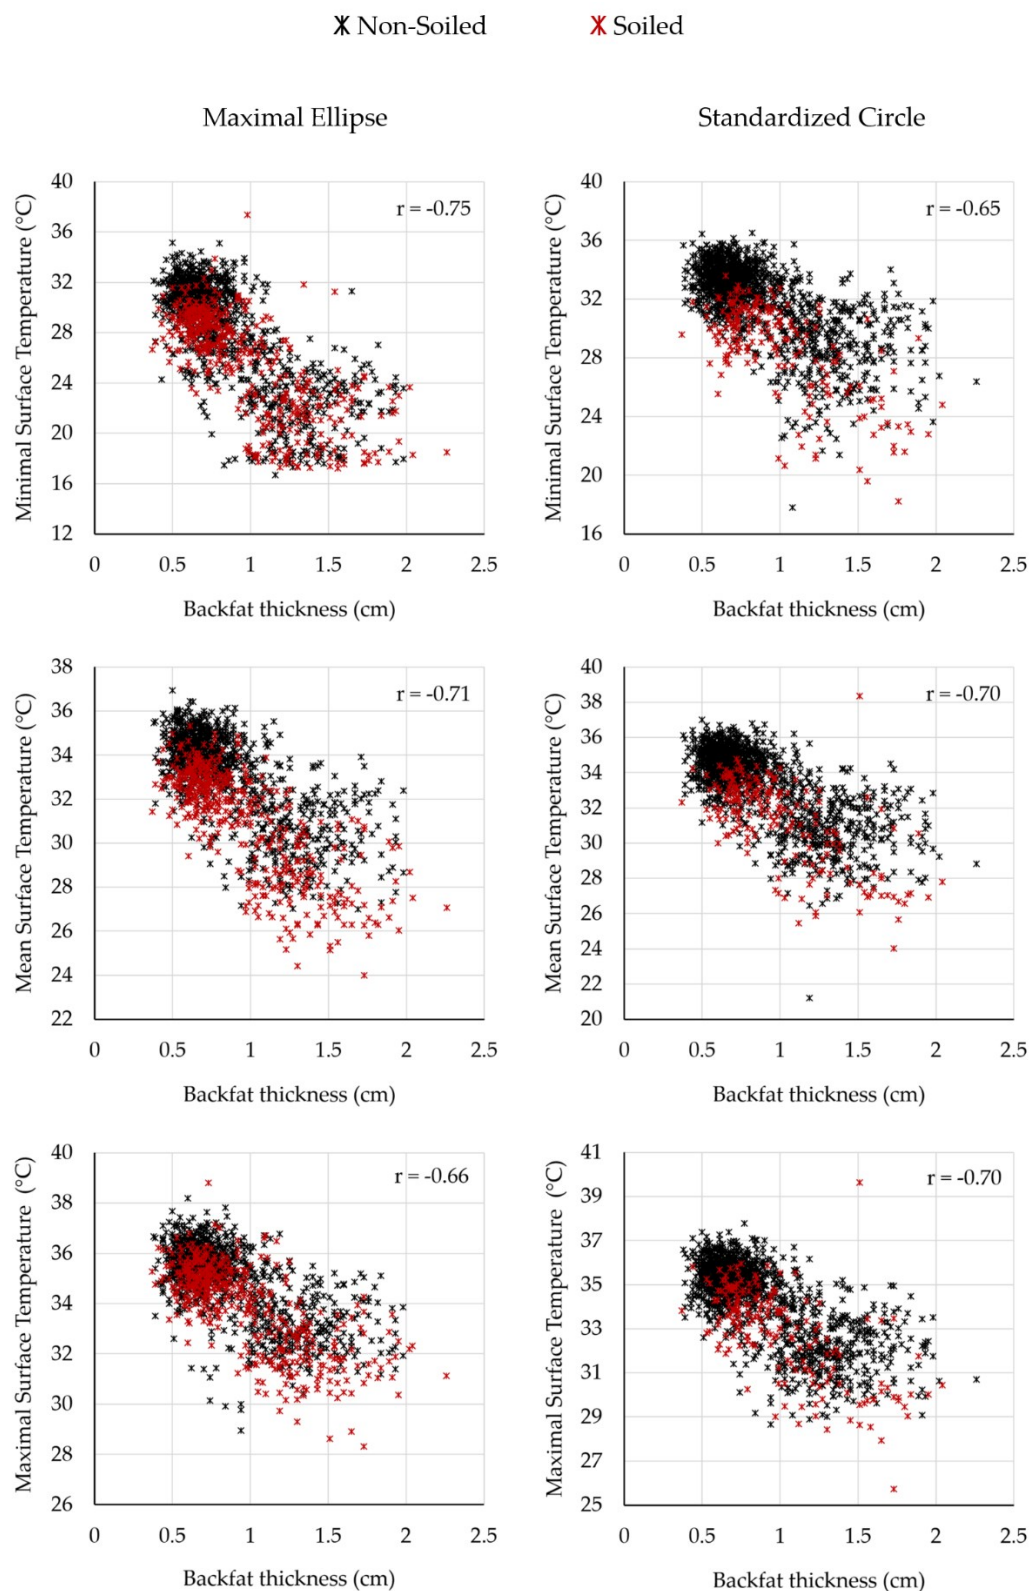 Non-Soiled Soiled
Maximal Ellipse Standardized Circle
Minimal Surface Temperature (°C)
40
36
32
28
24
20
16
12
r = -0.75
0 0.5 1 1.5 2 2.5
Backfat thickness (cm)
Minimal Surface Temperature (°C)
40
36
32
28
24
20
16
r = -0.65
0 0.5 1 1.5 2 2.5
Backfat thickness (cm)
Mean Surface Temperature (°C)
38
36
34
32
30
28
26
24
22
r = -0.71
0 0.5 1 1.5 2 2.5
Backfat thickness (cm)
Mean Surface Temperature (°C)
40
38
36
34
32
30
28
26
24
22
20
r = -0.70
0 0.5 1 1.5 2 2.5
Backfat thickness (cm)
Maximal Surface Temperature (°C)
40
38
36
34
32
30
28
26
r = -0.66
0 0.5 1 1.5 2 2.5
Backfat thickness (cm)
Maximal Surface Temperature (°C)
41
39
37
35
33
31
29
27
25
r = -0.70
0 0.5 1 1.5 2 2.5
Backfat thickness (cm)